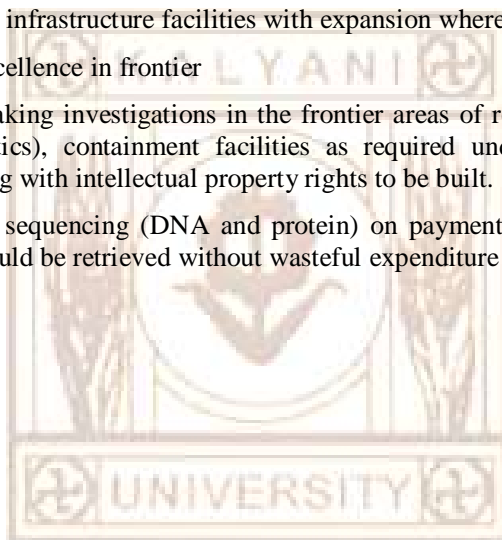 infrastructure facilities with expansion where
KALYANI
cellence in frontier
aking investigations in the frontier areas of r
tics), containment facilities as required un
g with intellectual property rights to be built.
sequencing (DNA and protein) on payment
uld be retrieved without wasteful expenditure
UNIVERSITY